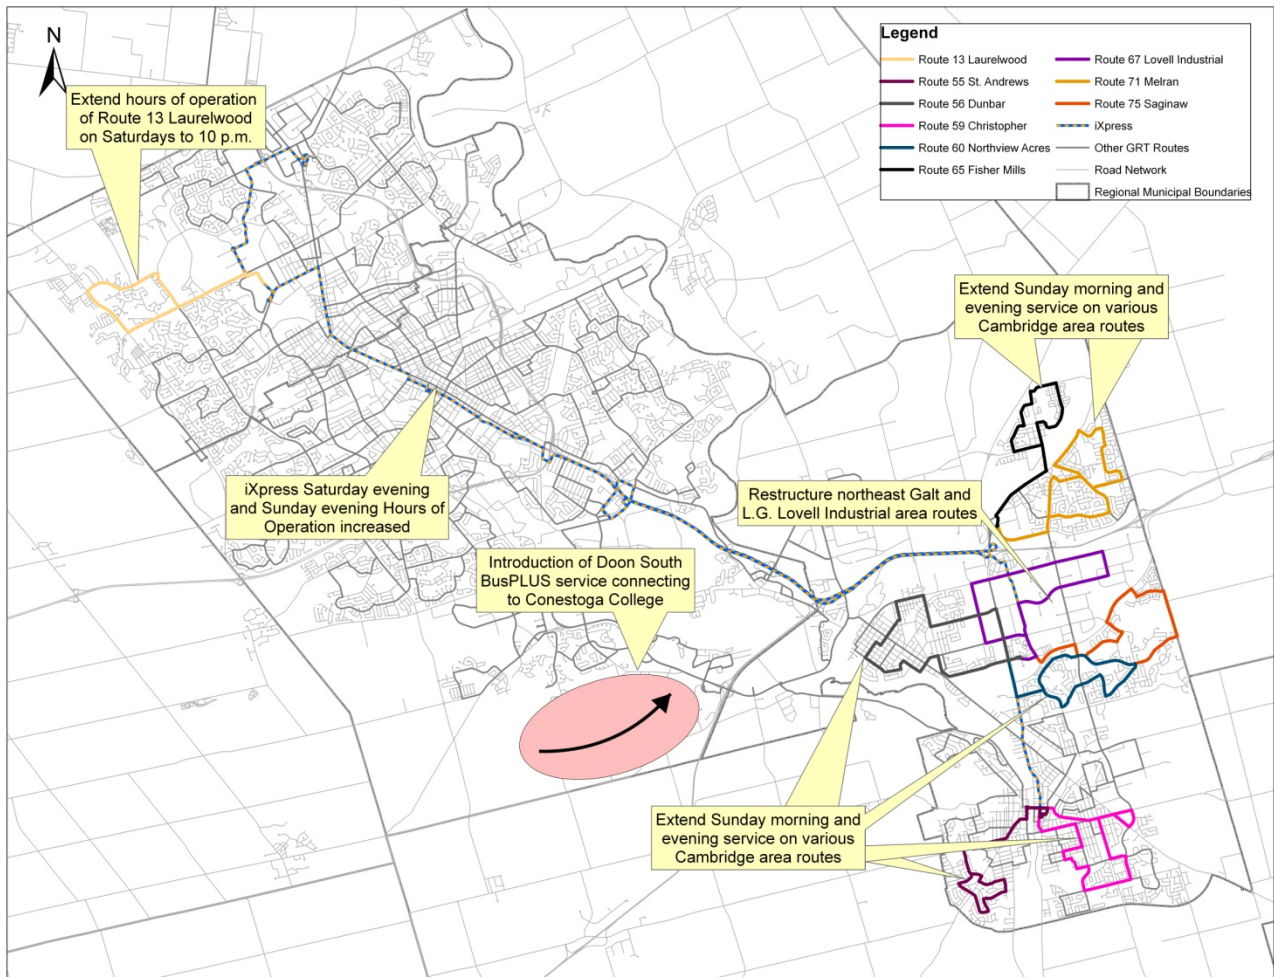 N
Extend hours of operation
of Route 13 Laurelwood
on Saturdays to 10 p.m.
Legend
Route 13 Laurelwood
Route 55 St. Andrews
Route 56 Dunbar
Route 59 Christopher
Route 60 Northview Acres
Route 65 Fisher Mills
Route 67 Lovell Industrial
Route 71 Melran
Route 75 Saginaw
iXpress
Other GRT Routes
Road Network
Regional Municipal Boundaries
Extend Sunday morning and
evening service on various
Cambridge area routes
iXpress Saturday evening
and Sunday evening Hours of
Operation increased
Restructure northeast Galt and
L.G. Lovell Industrial area routes
Introduction of Doon South
BusPLUS service connecting
to Conestoga College
Extend Sunday morning and
evening service on various
Cambridge area routes